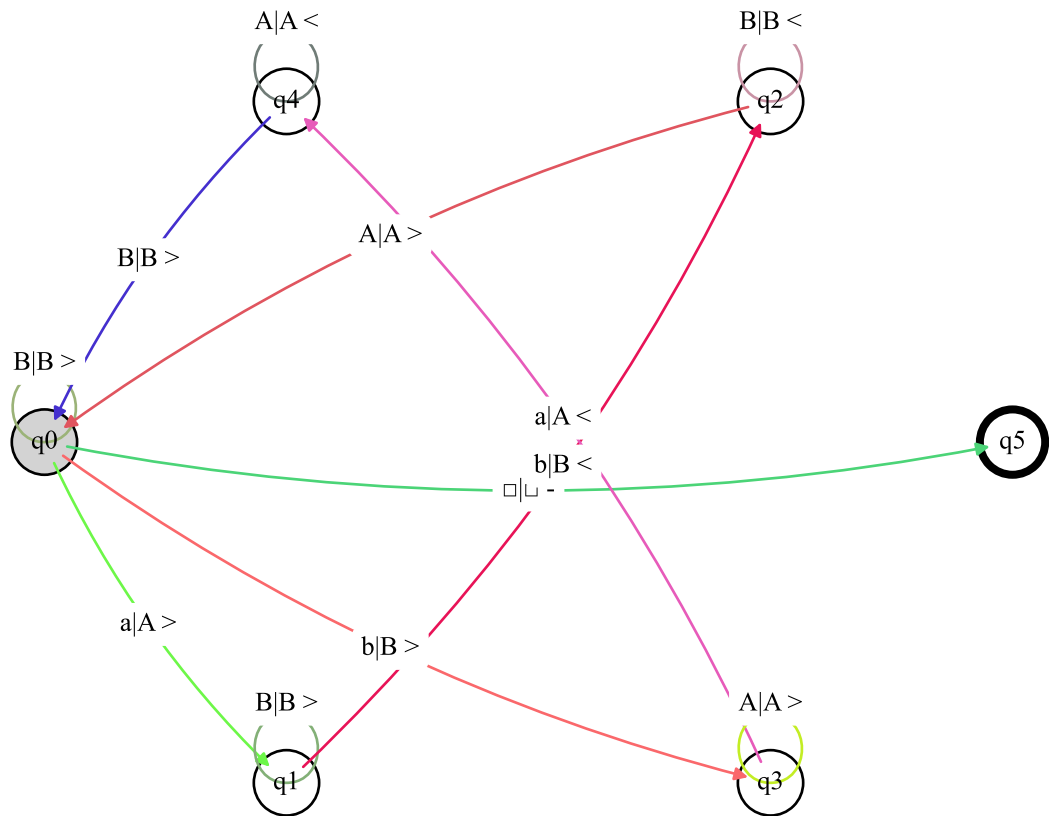 A|A <
B|B <
q4
q2
A|A >
B|B >
B|B >
a|A <
q0
q5
b|B <
□|⊔ -
a|A >
b|B >
B|B >
A|A >
q1
q3